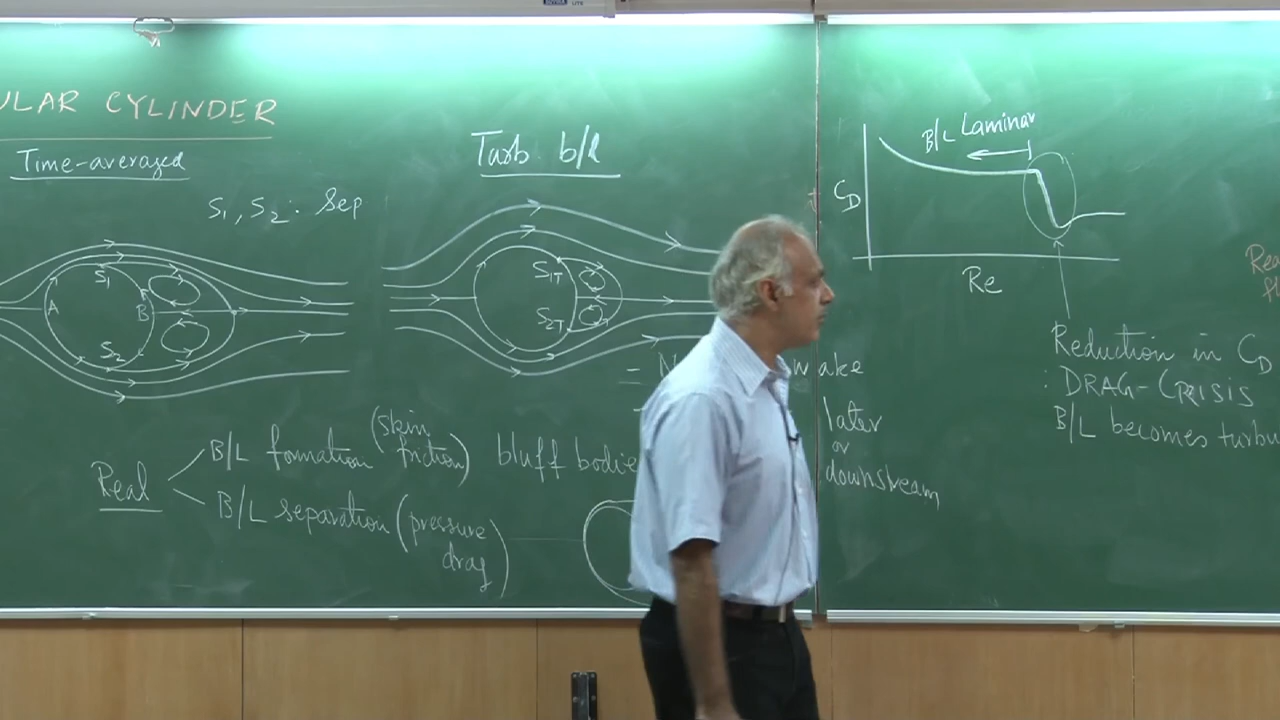 ULAR CYLINDER
Time-averaged
S1, S2: Sep
S1
A
B
S2
Turb. b/l
S1T
S2T
wake
later
or
downstream
Real
B/L formation (skin friction)
B/L separation (pressure drag)
bluff bodie
B/L Laminar
CD
Re
Reduction in CD
: DRAG-CRISIS
B/L becomes turbu